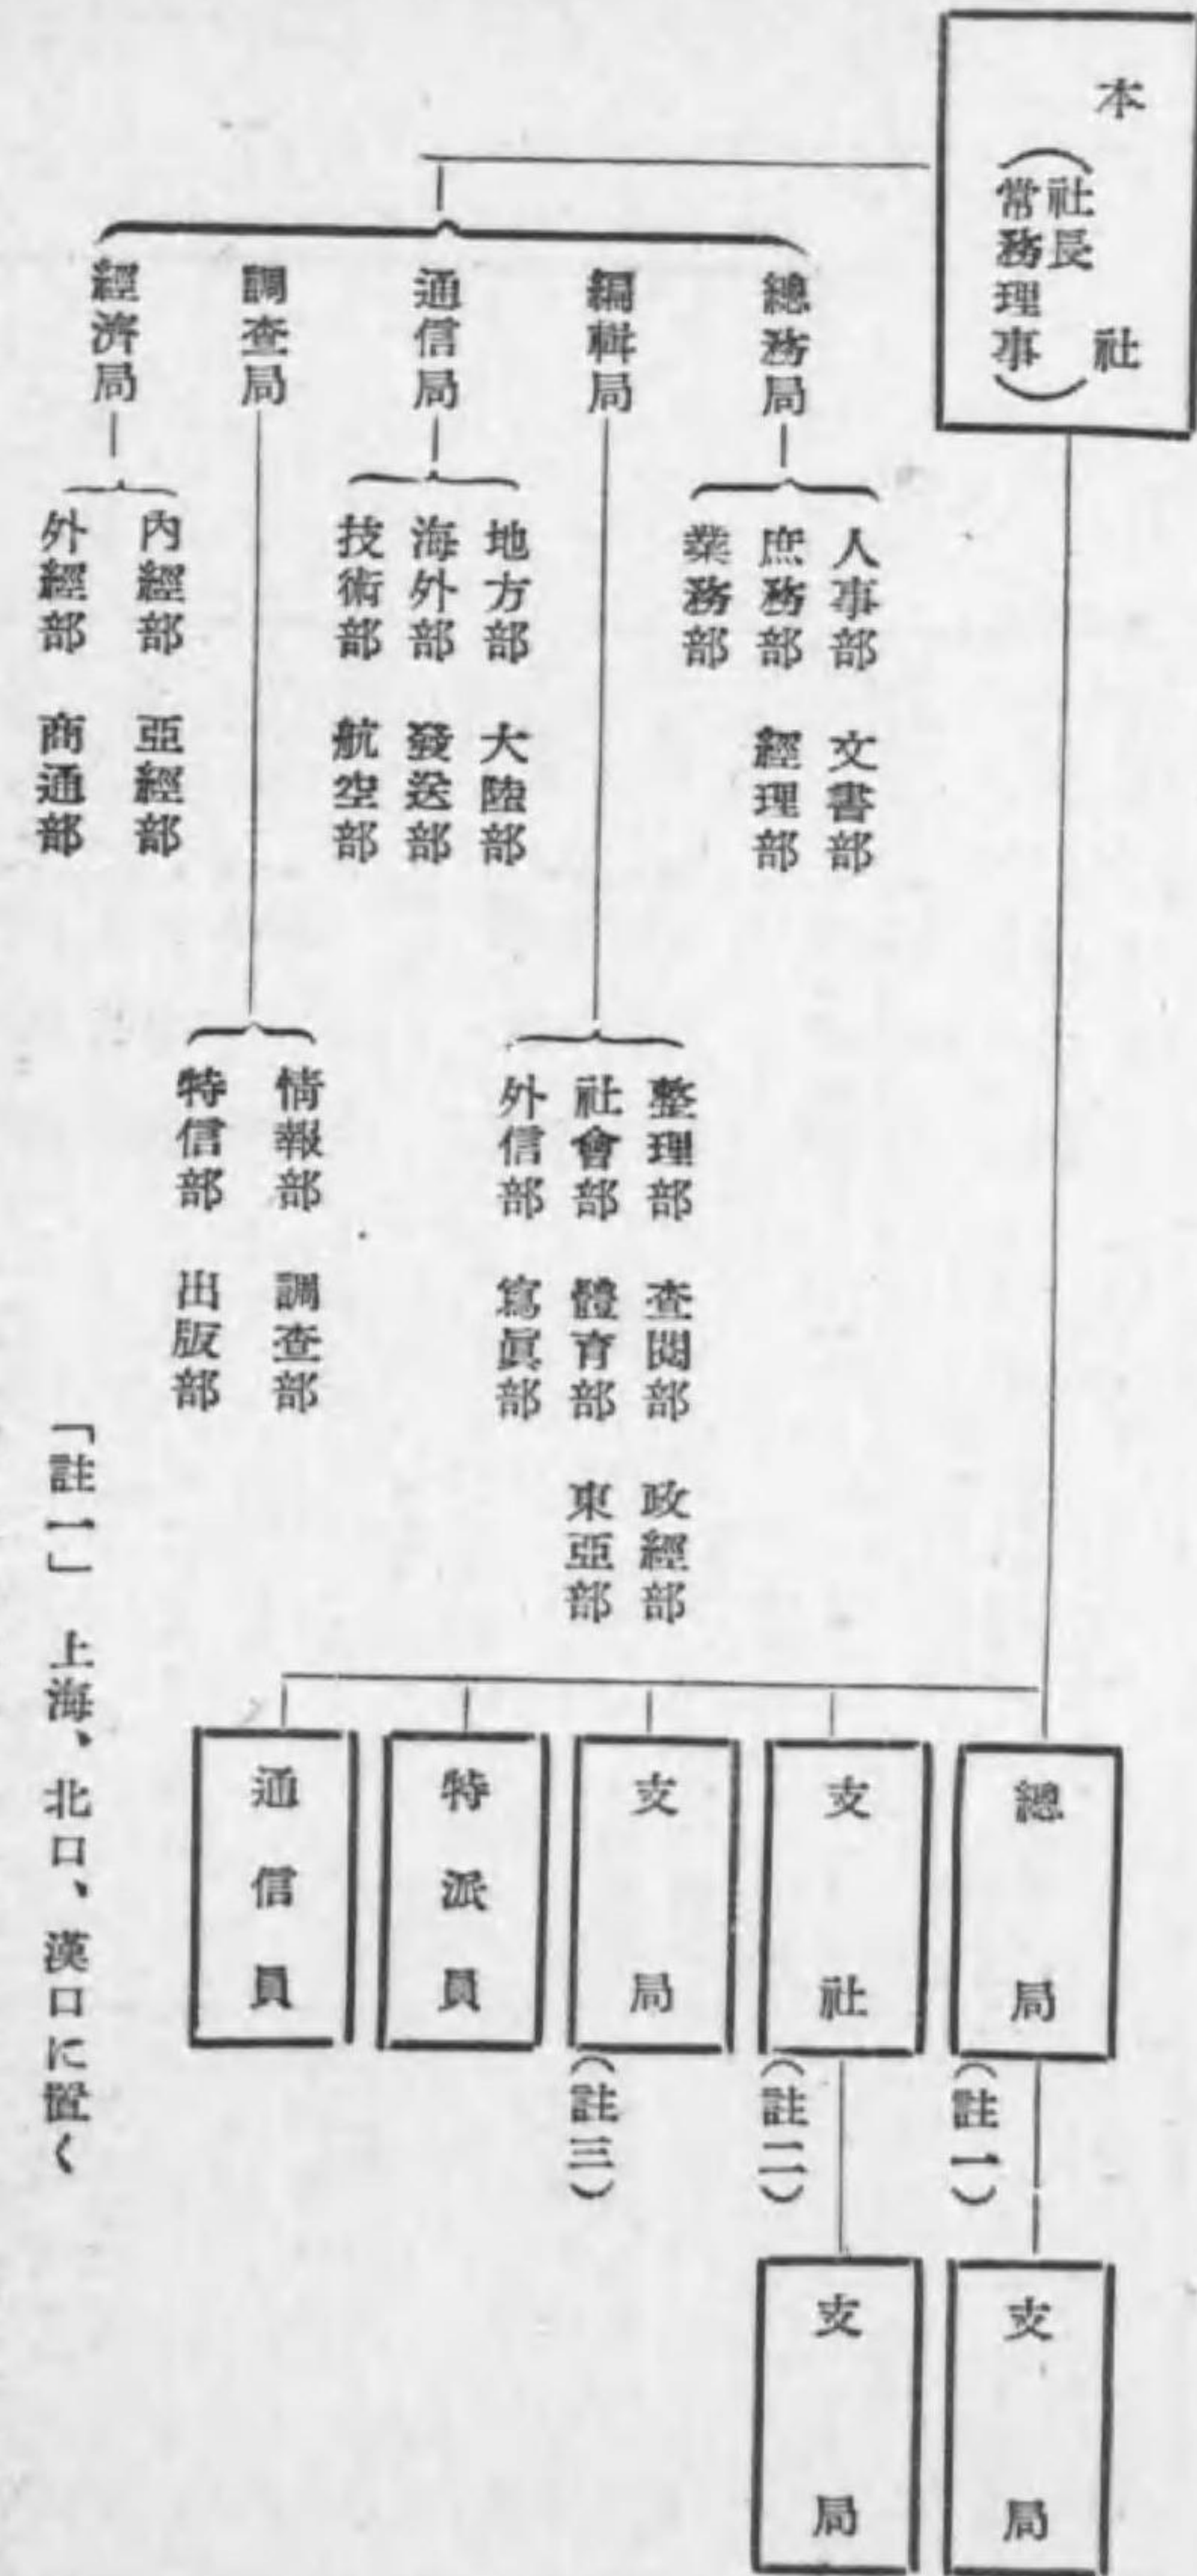 本社
(社長
常務理事)
總務局
人事部 文書部
庶務部 經理部
業務部
編輯局
整理部 查閱部 政經部
社會部 體育部 東亞部
外信部 寫眞部
通信局
地方部 大陸部
海外部 發送部
技術部 航空部
調查局
情報部 調查部
特信部 出版部
經濟局
內經部 亞經部
外經部 商通部
總局
(註一)
支局
支社
(註二)
支局
支局
(註三)
特派員
通信員
「註一」 上海、北口、漢口に置く